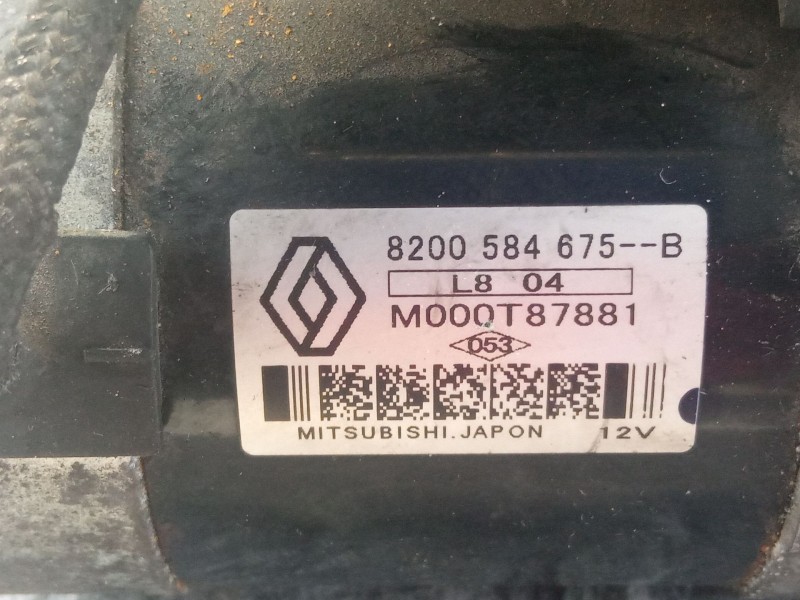 8200 584 675--B
L8 04
M000T87881
053
MITSUBISHI.JAPON 12V